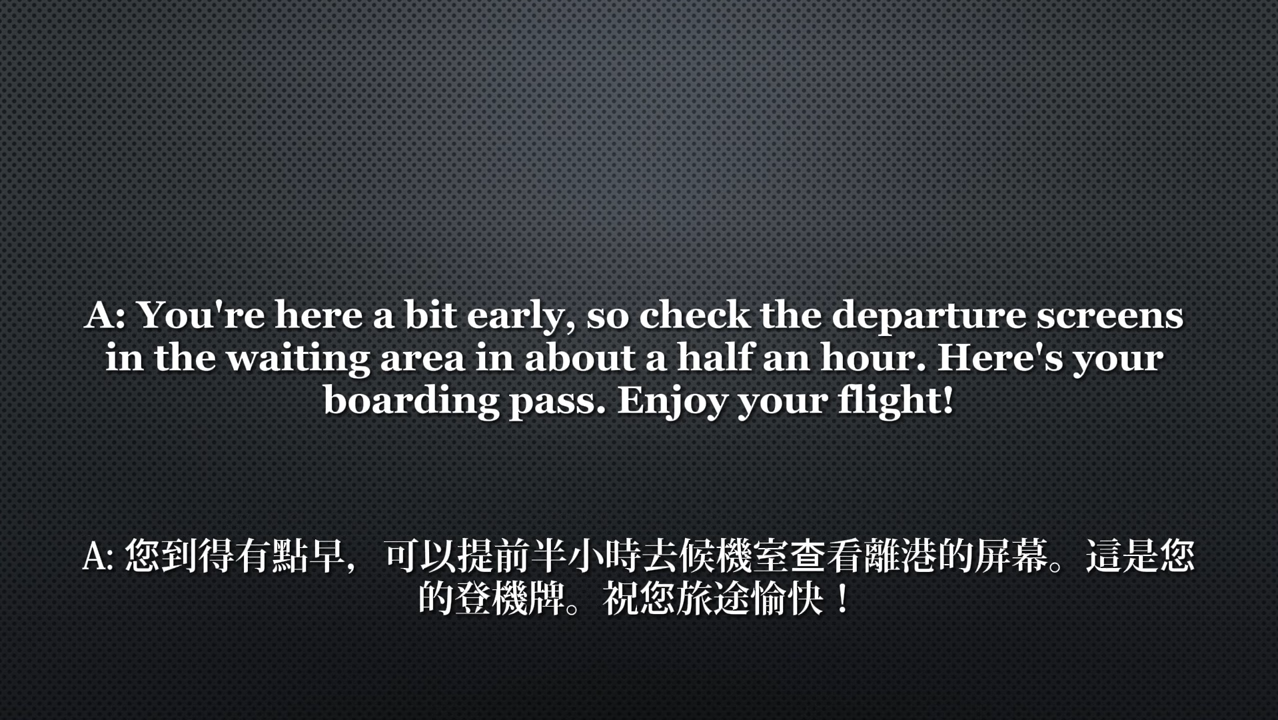 A: You're here a bit early, so check the departure screens
in the waiting area in about a half an hour. Here's your
boarding pass. Enjoy your flight!
A: 您到得有點早，可以提前半小時去候機室查看離港的屏幕。這是您
的登機牌。祝您旅途愉快！